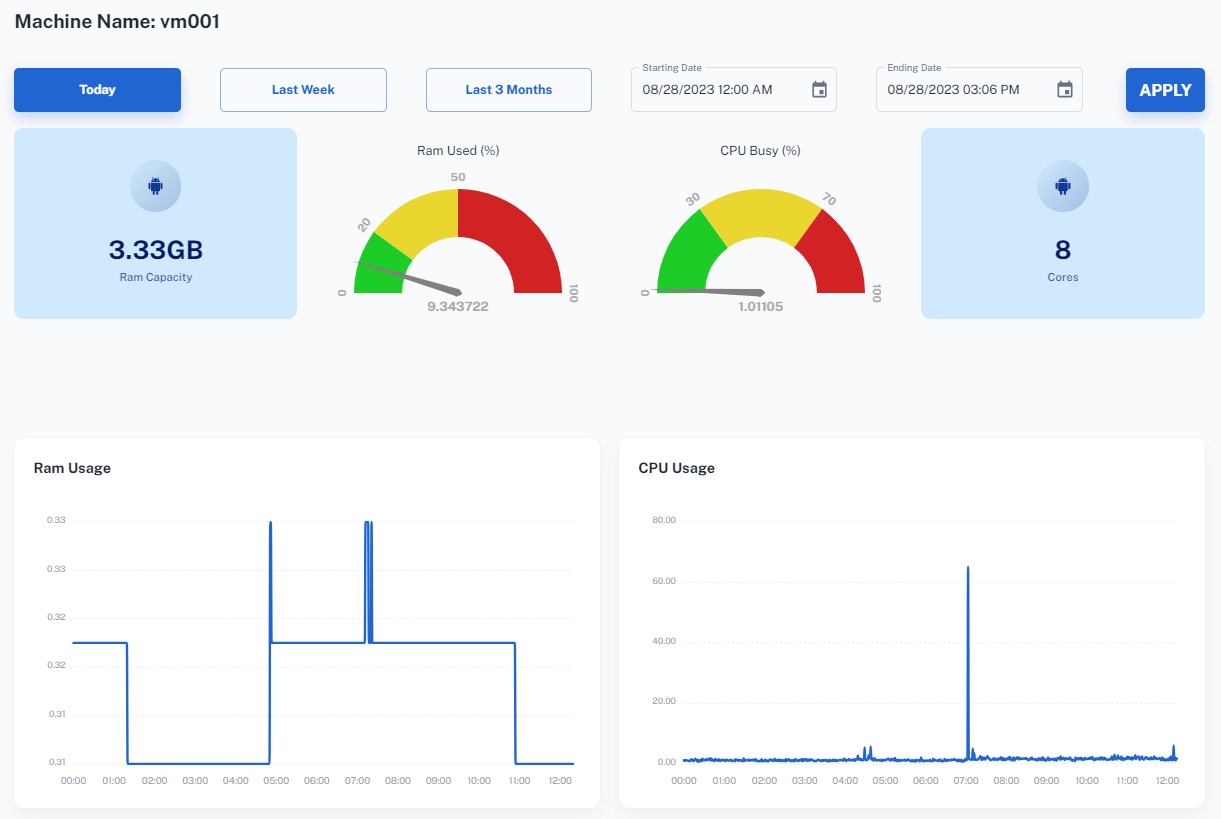 Machine Name: vm001
Today
Last Week
Last 3 Months
Starting Date
08/28/2023 12:00 AM
Ending Date
08/28/2023 03:06 PM
APPLY
3.33GB
Ram Capacity
Ram Used (%)
0
20
50
100
9.343722
CPU Busy (%)
0
30
70
100
1.01105
8
Cores
Ram Usage
0.33
0.33
0.32
0.32
0.31
0.31
00:00 01:00 02:00 03:00 04:00 05:00 06:00 07:00 08:00 09:00 10:00 11:00 12:00
CPU Usage
80.00
60.00
40.00
20.00
0.00
00:00 01:00 02:00 03:00 04:00 05:00 06:00 07:00 08:00 09:00 10:00 11:00 12:00